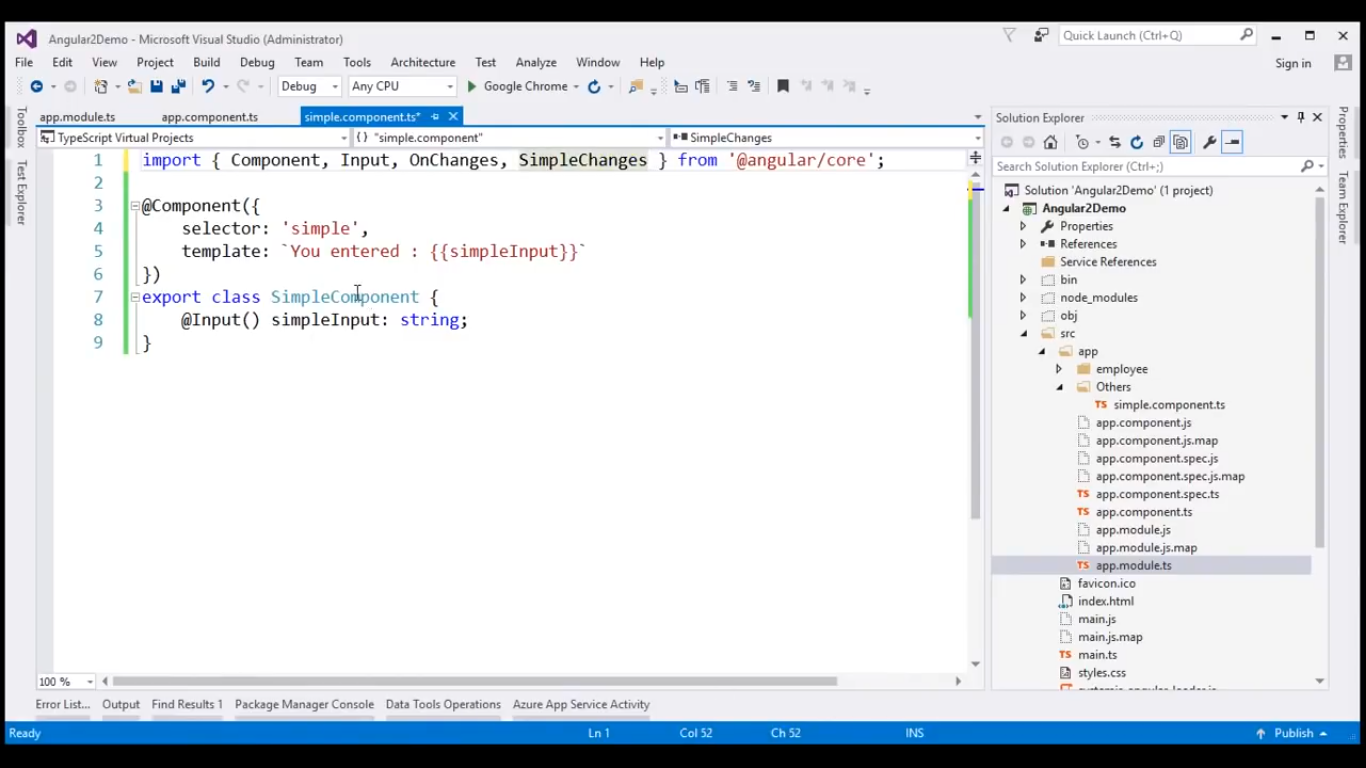 Angular2Demo - Microsoft Visual Studio (Administrator)
Quick Launch (Ctrl+Q)
File Edit View Project Build Debug Team Tools Architecture Test Analyze Window Help
Sign in
Debug Any CPU Google Chrome
app.module.ts app.component.ts simple.component.ts*
TypeScript Virtual Projects {} "simple.component" SimpleChanges
Toolbox
Test Explorer
1 import { Component, Input, OnChanges, SimpleChanges } from '@angular/core';
2
3 @Component({
4 selector: 'simple',
5 template: `You entered : {{simpleInput}}`
6 })
7 export class SimpleComponent {
8 @Input() simpleInput: string;
9 }
100 %
Solution Explorer
Search Solution Explorer (Ctrl+;)
Solution 'Angular2Demo' (1 project)
Angular2Demo
Properties
References
Service References
bin
node_modules
obj
src
app
employee
Others
TS simple.component.ts
app.component.js
app.component.js.map
app.component.spec.js
app.component.spec.js.map
TS app.component.spec.ts
TS app.component.ts
app.module.js
app.module.js.map
TS app.module.ts
favicon.ico
index.html
main.js
main.js.map
TS main.ts
styles.css
Properties
Team Explorer
Error List... Output Find Results 1 Package Manager Console Data Tools Operations Azure App Service Activity
Ready Ln 1 Col 52 Ch 52 INS Publish